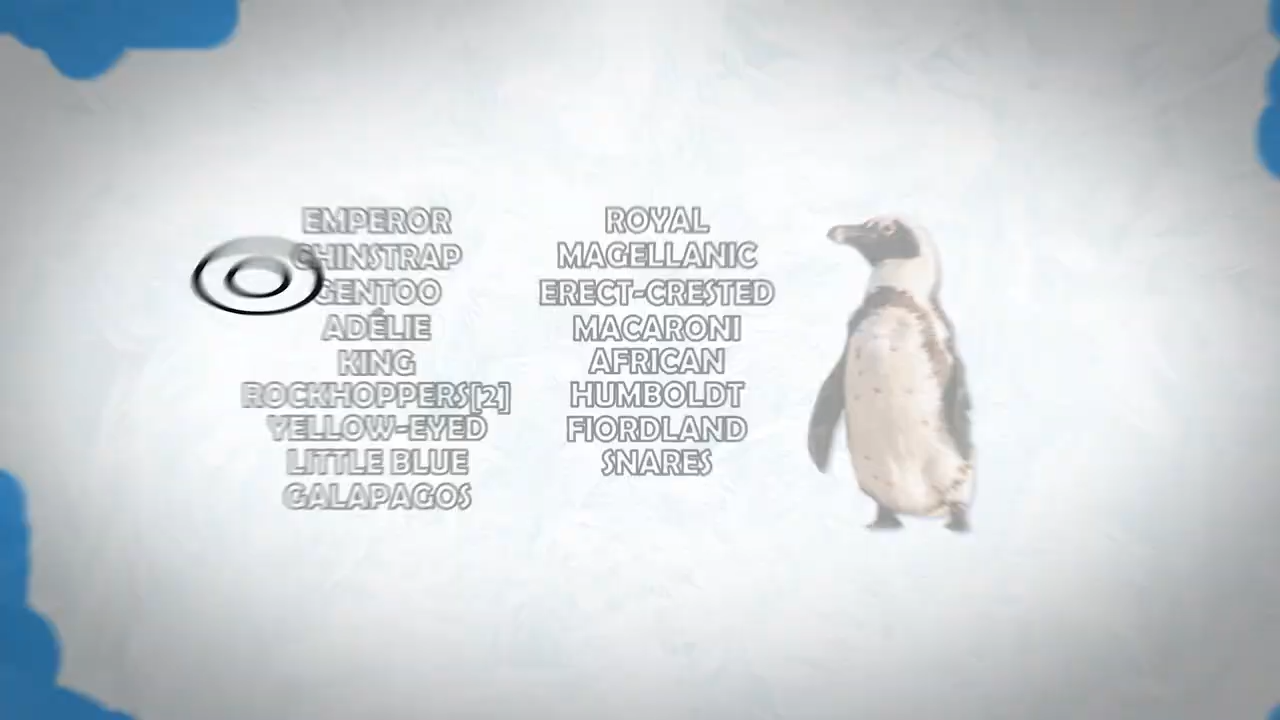 EMPEROR
CHINSTRAP
GENTOO
ADÉLIE
KING
ROCKHOPPERS[2]
YELLOW-EYED
LITTLE BLUE
GALAPAGOS
ROYAL
MAGELLANIC
ERECT-CRESTED
MACARONI
AFRICAN
HUMBOLDT
FIORDLAND
SNARES